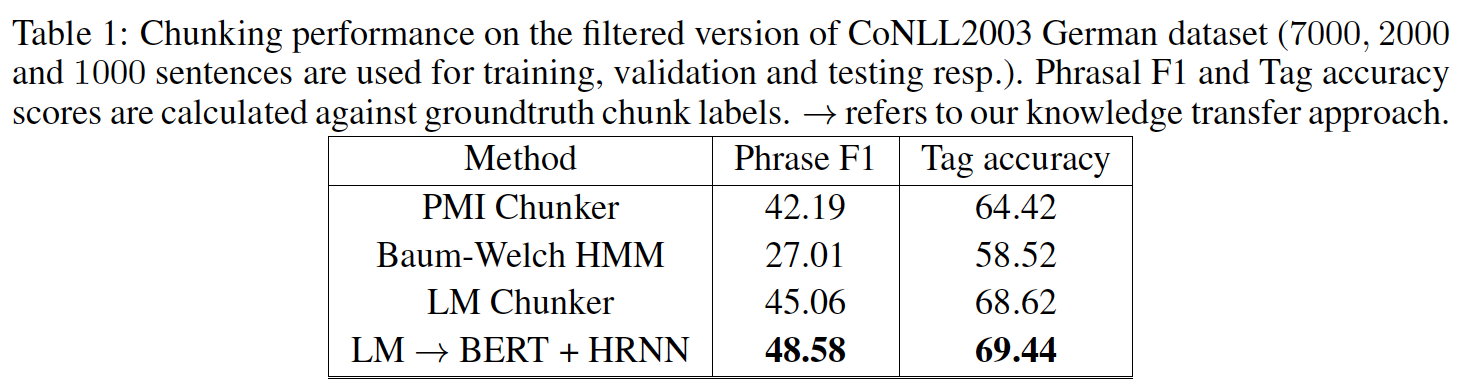 Table 1: Chunking performance on the filtered version of CoNLL2003 German dataset (7000, 2000
and 1000 sentences are used for training, validation and testing resp.). Phrasal F1 and Tag accuracy
scores are calculated against groundtruth chunk labels. → refers to our knowledge transfer approach.
Method Phrase F1 Tag accuracy
PMI Chunker 42.19 64.42
Baum-Welch HMM 27.01 58.52
LM Chunker 45.06 68.62
LM → BERT + HRNN 48.58 69.44